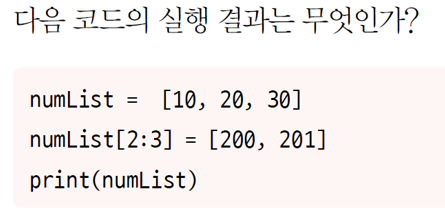 다음 코드의 실행 결과는 무엇인가?
numList =  [10, 20, 30]
numList[2:3] = [200, 201]
print(numList)